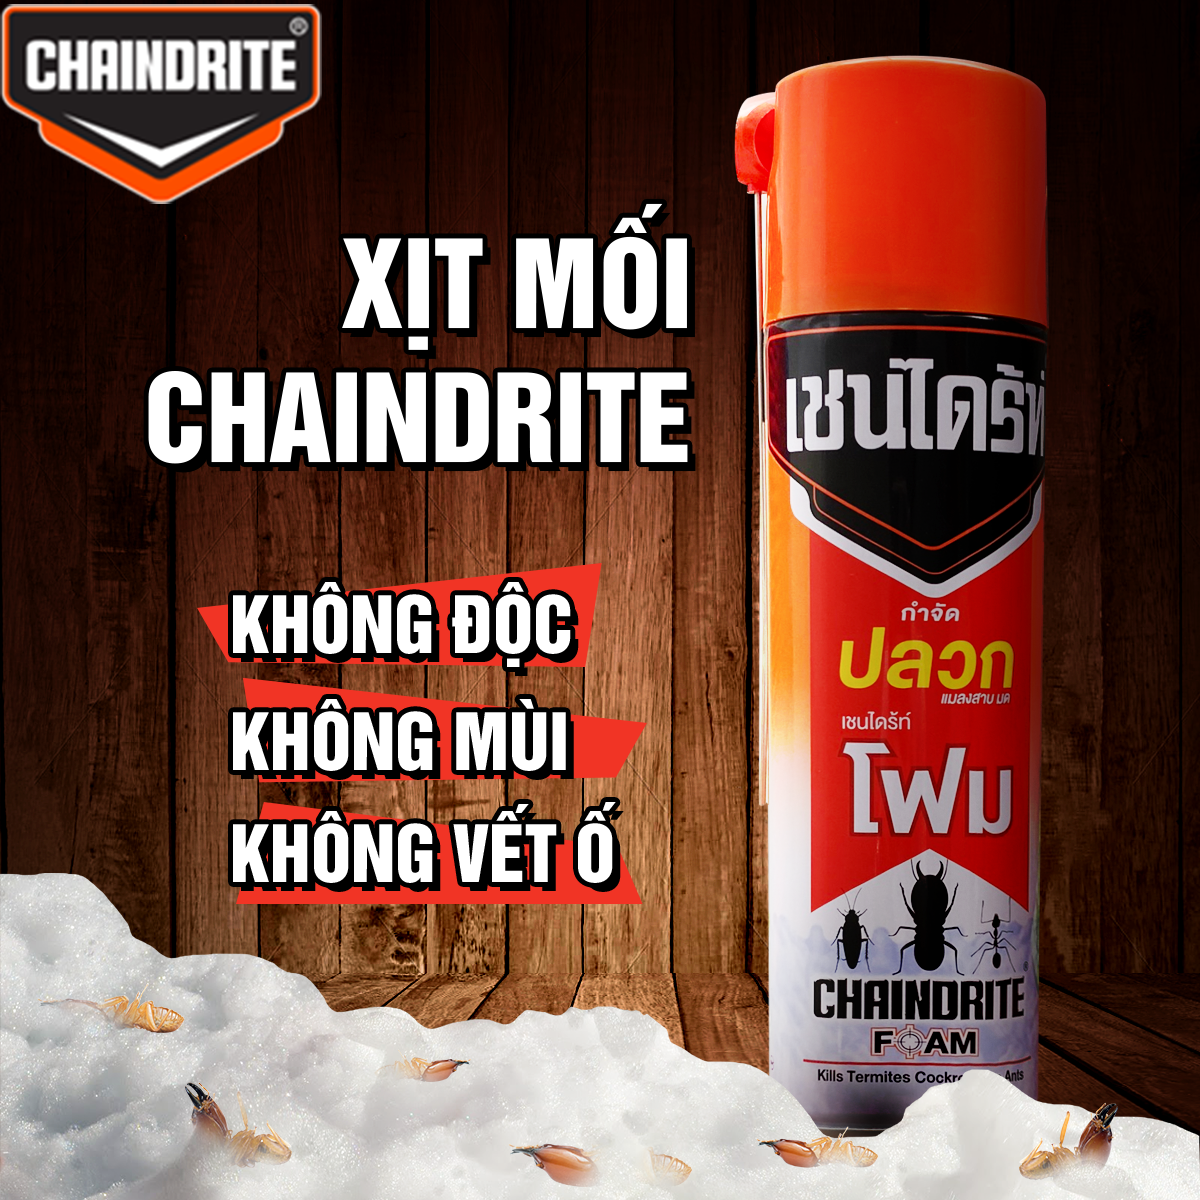 CHAINDRITE®
XỊT MỐI
CHAINDRITE
KHÔNG ĐỘC
KHÔNG MÙI
KHÔNG VẾT Ố
เชนไดร้ท์
กำจัด
ปลวก
แมลงสาบ มด
เชนไดร้ท์
โฟม
CHAINDRITE
FOAM
Kills Termites Ants